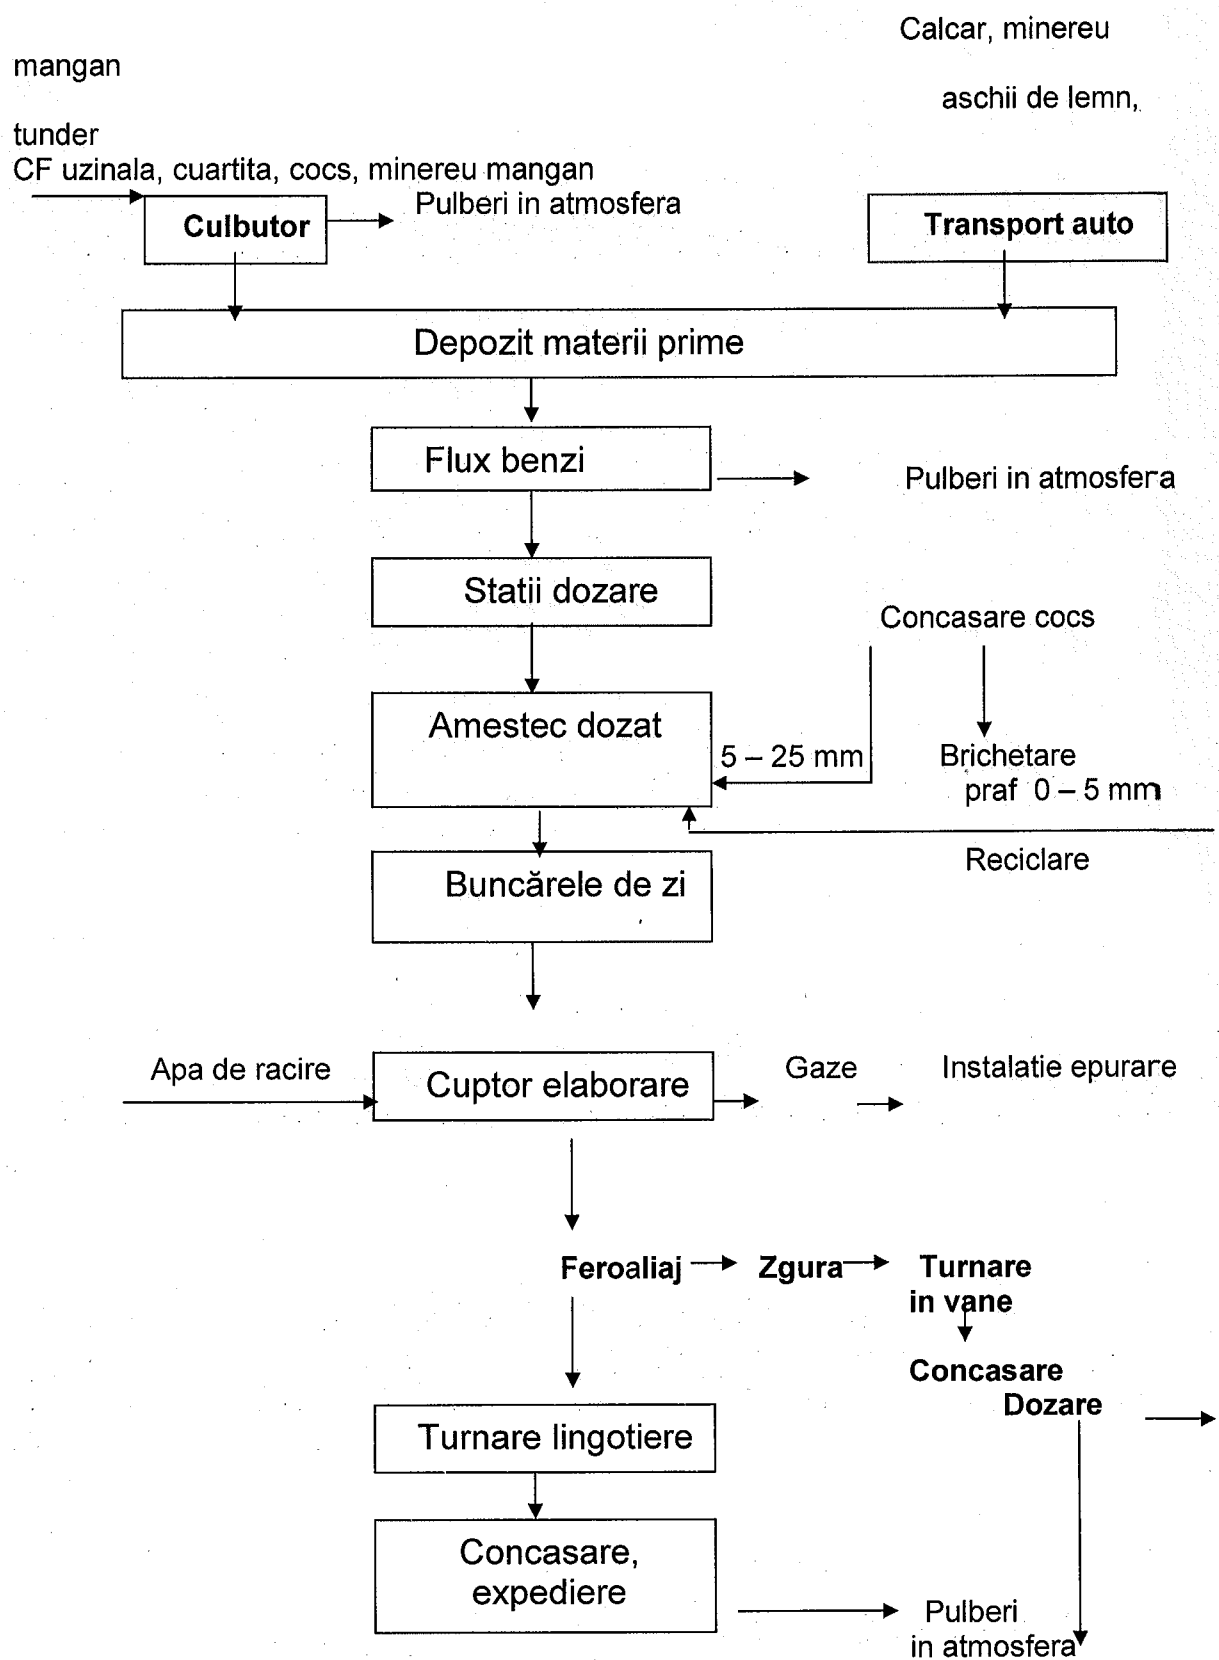 Calcar, minereu
mangan
aschii de lemn,
tunder
CF uzinala, cuartita, cocs, minereu mangan
Culbutor
Pulberi in atmosfera
Transport auto
Depozit materii prime
Flux benzi
Pulberi in atmosfera
Statii dozare
Concasare cocs
Amestec dozat
5 – 25 mm
Brichetare
praf 0 – 5 mm
Reciclare
Buncărele de zi
Apa de racire
Cuptor elaborare
Gaze
Instalatie epurare
Feroaliaj
Zgura
Turnare
in vane
Concasare
Dozare
Turnare lingotiere
Concasare,
expediere
Pulberi
in atmosfera